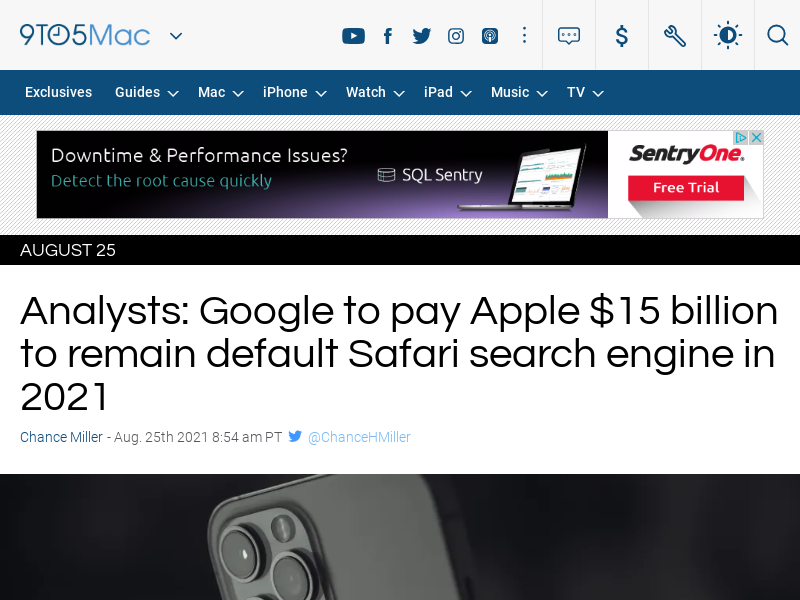 9TO5Mac
Exclusives Guides Mac iPhone Watch iPad Music TV
Downtime & Performance Issues?
Detect the root cause quickly
SQL Sentry
SentryOne.
Free Trial
AUGUST 25
Analysts: Google to pay Apple $15 billion
to remain default Safari search engine in
2021
Chance Miller - Aug. 25th 2021 8:54 am PT @ChanceHMiller